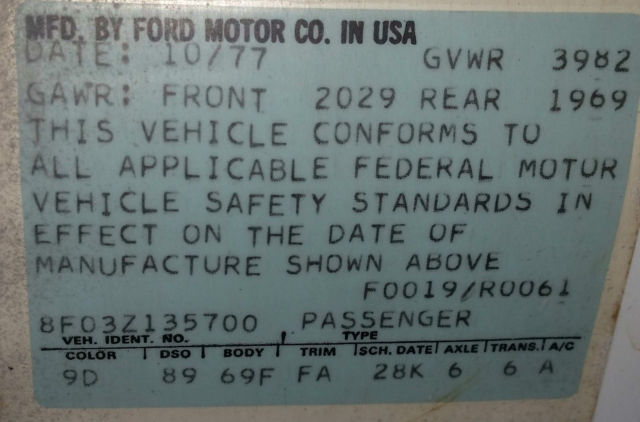 MFD. BY FORD MOTOR CO. IN USA
DATE: 10/77 GVWR 3982
GAWR: FRONT 2029 REAR 1969
THIS VEHICLE CONFORMS TO
ALL APPLICABLE FEDERAL MOTOR
VEHICLE SAFETY STANDARDS IN
EFFECT ON THE DATE OF
MANUFACTURE SHOWN ABOVE
F0019/R0061
8F03Z135700 PASSENGER
VEH. IDENT. NO. TYPE
COLOR DSO BODY TRIM SCH. DATE AXLE TRANS. A/C
9D 89 69F FA 28K 6 6 A